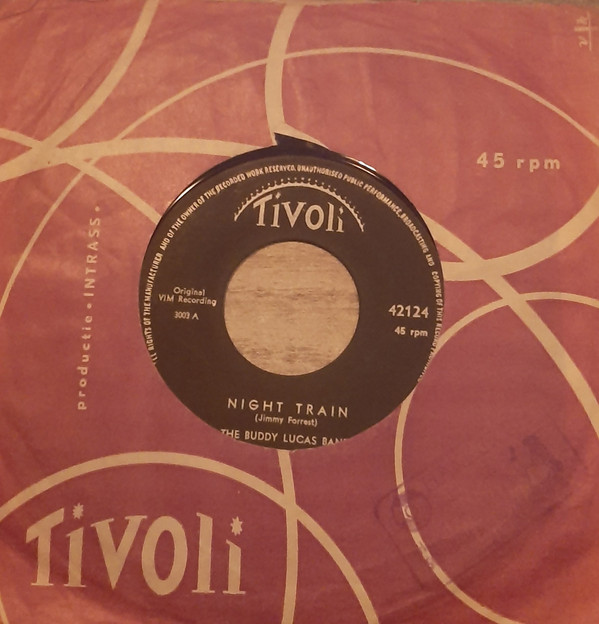 45 rpm
productie • INTRASS •
ALL RIGHTS OF THE MANUFACTURER AND OF THE OWNER OF THE RECORDED WORK RESERVED. UNAUTHORISED PUBLIC PERFORMANCE, BROADCASTING AND COPYING OF THIS
Tivoli
Original
VIM Recording
3003 A
42124
45 rpm
NIGHT TRAIN
(Jimmy Forrest)
THE BUDDY LUCAS BAN
Tivoli